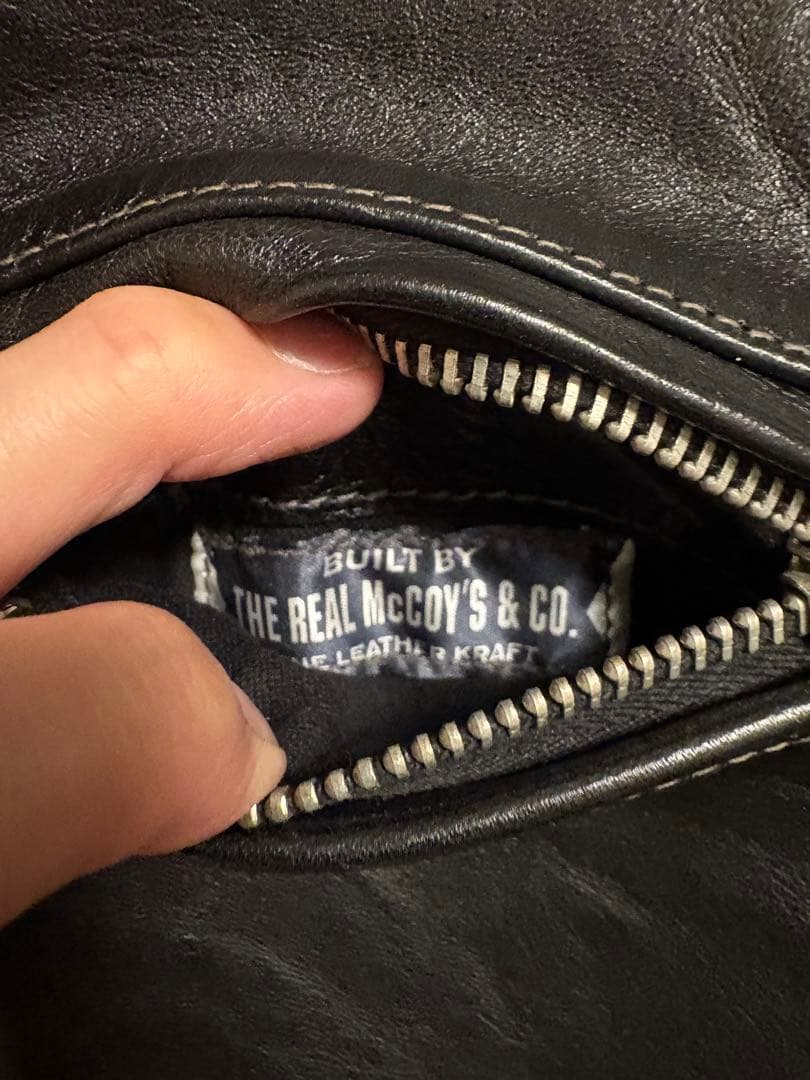 BUILT BY
THE REAL McCOY'S & CO.
LEATHER KRAFT